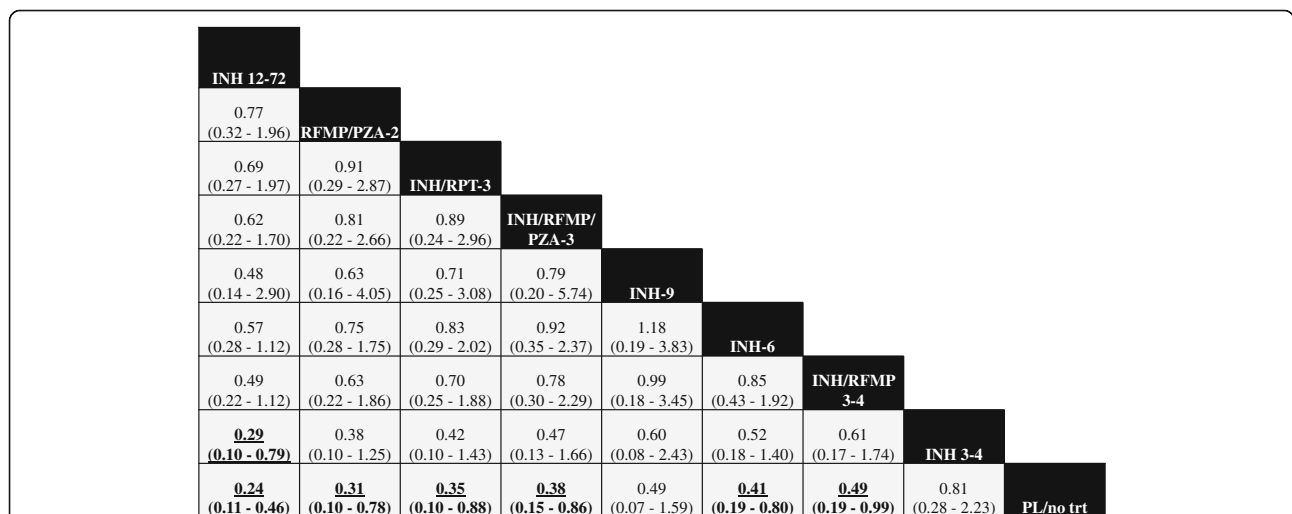 INH 12-72
0.77
(0.32 - 1.96) RFMP/PZA-2
0.69 0.91
(0.27 - 1.97) (0.29 - 2.87) INH/RPT-3
0.62 0.81 0.89 INH/RFMP/
(0.22 - 1.70) (0.22 - 2.66) (0.24 - 2.96) PZA-3
0.48 0.63 0.71 0.79
(0.14 - 2.90) (0.16 - 4.05) (0.25 - 3.08) (0.20 - 5.74) INH-9
0.57 0.75 0.83 0.92 1.18
(0.28 - 1.12) (0.28 - 1.75) (0.29 - 2.02) (0.35 - 2.37) (0.19 - 3.83) INH-6
0.49 0.63 0.70 0.78 0.99 0.85 INH/RFMP
(0.22 - 1.12) (0.22 - 1.86) (0.25 - 1.88) (0.30 - 2.29) (0.18 - 3.45) (0.43 - 1.92) 3-4
0.29 0.38 0.42 0.47 0.60 0.52 0.61
(0.10 - 0.79) (0.10 - 1.25) (0.10 - 1.43) (0.13 - 1.66) (0.08 - 2.43) (0.18 - 1.40) (0.17 - 1.74) INH 3-4
0.24 0.31 0.35 0.38 0.49 0.41 0.49 0.81
(0.11 - 0.46) (0.10 - 0.78) (0.10 - 0.88) (0.15 - 0.86) (0.07 - 1.59) (0.19 - 0.80) (0.19 - 0.99) (0.28 - 2.23) PL/no trt